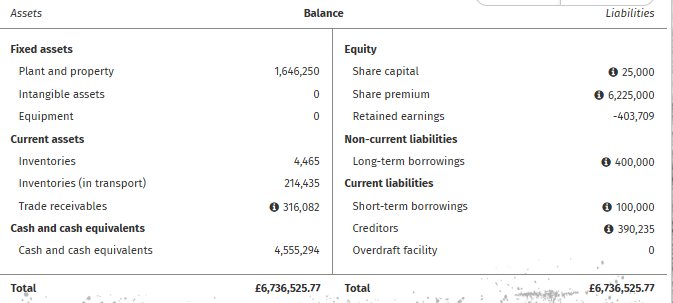 Assets Balance Liabilities
Fixed assets Equity
Plant and property 1,646,250 Share capital 25,000
Intangible assets 0 Share premium 6,225,000
Equipment 0 Retained earnings -403,709
Current assets Non-current liabilities
Inventories 4,465 Long-term borrowings 400,000
Inventories (in transport) 214,435 Current liabilities
Trade receivables 316,082 Short-term borrowings 100,000
Cash and cash equivalents Creditors 390,235
Cash and cash equivalents 4,555,294 Overdraft facility 0
Total £6,736,525.77 Total £6,736,525.77